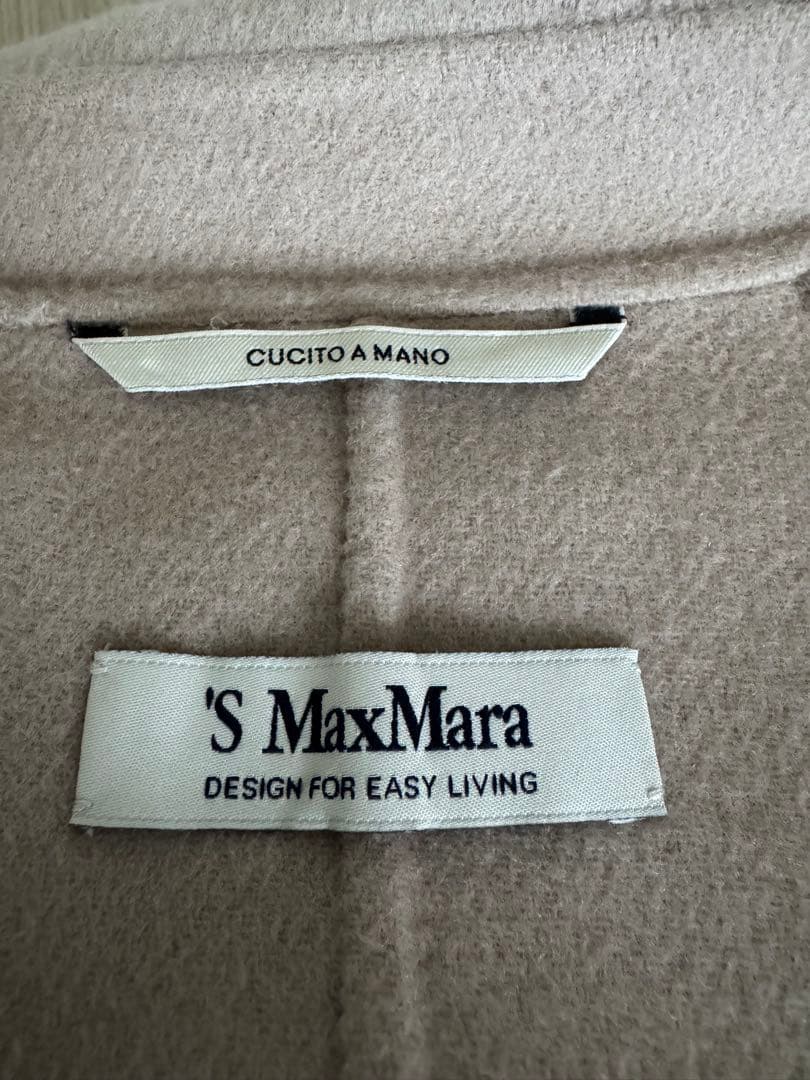 CUCITO A MANO
'S MaxMara
DESIGN FOR EASY LIVING